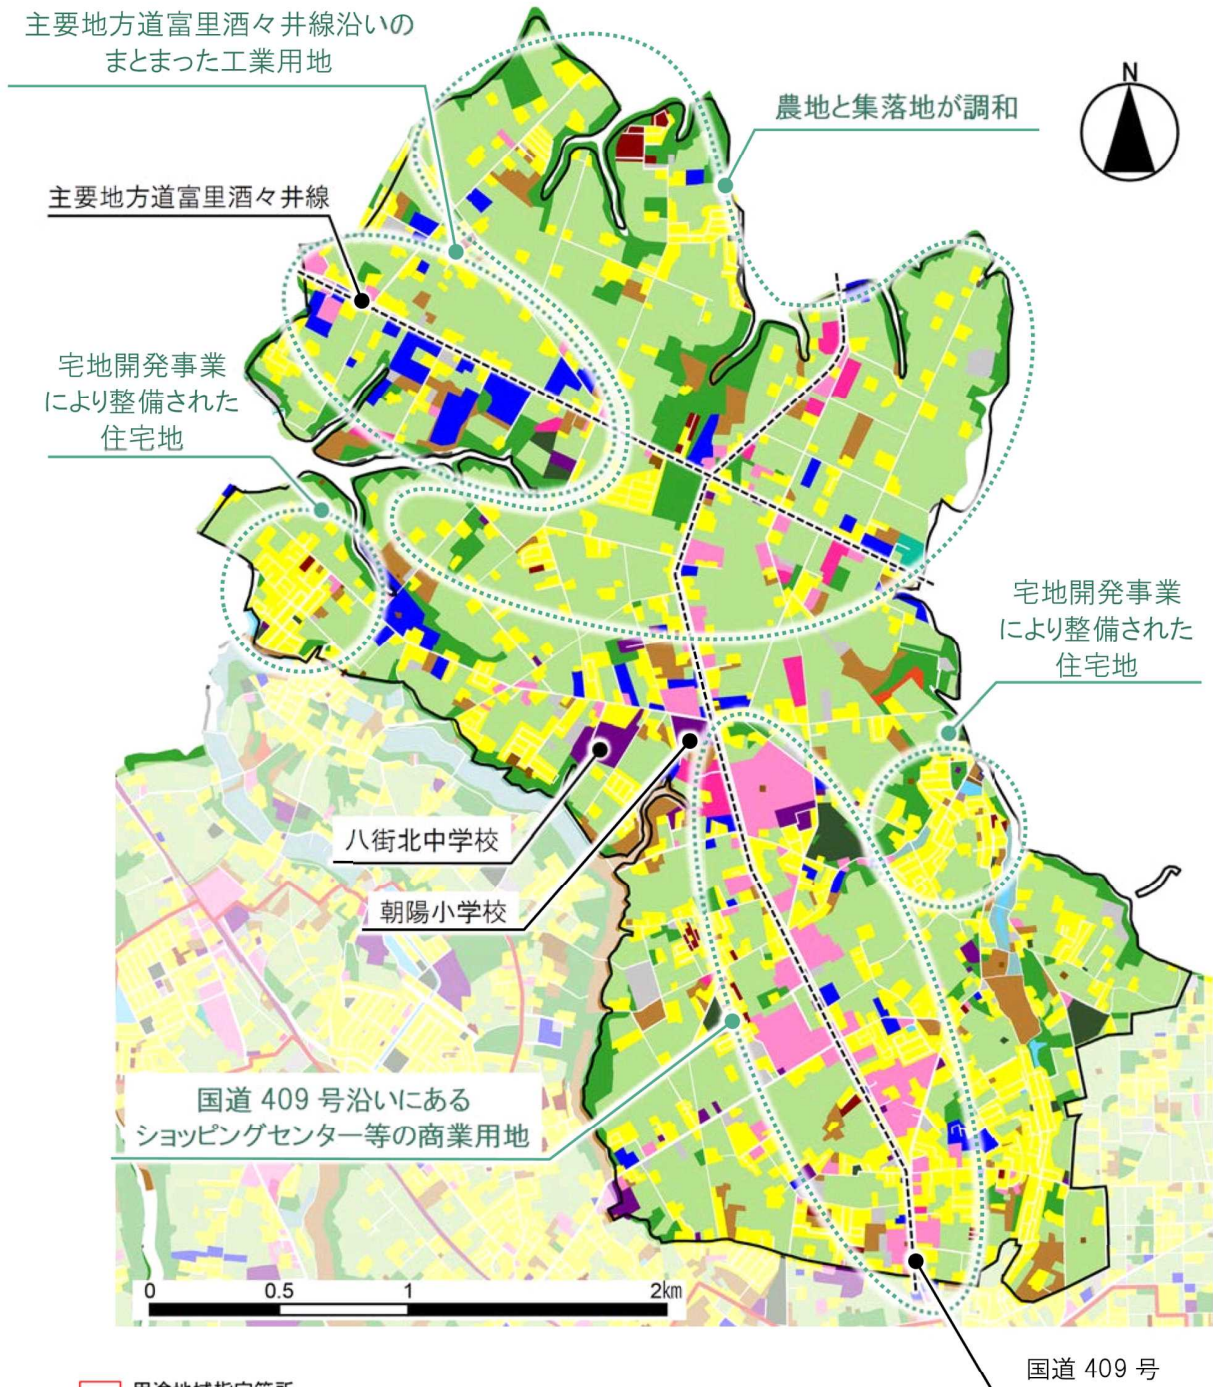 主要地方道富里酒々井線沿いの
まとまった工業用地
N
農地と集落地が調和
主要地方道富里酒々井線
宅地開発事業
により整備された
住宅地
宅地開発事業
により整備された
住宅地
八街北中学校
朝陽小学校
国道 409 号沿いにある
ショッピングセンター等の商業用地
0 0.5 1 2km
国道 409 号